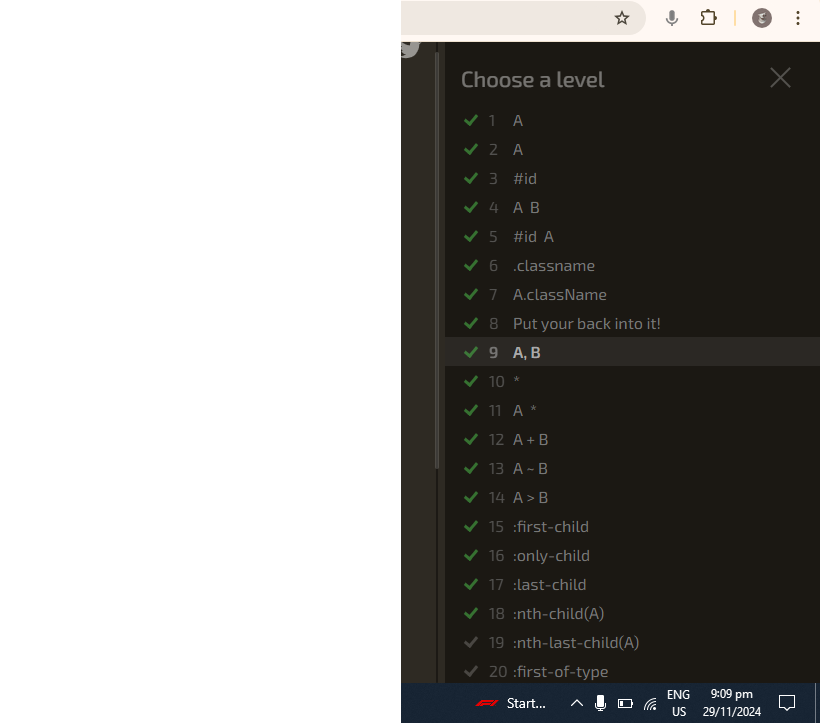 Choose a level
1 A
2 A
3 #id
4 A B
5 #id A
6 .classname
7 A.className
8 Put your back into it!
9 A, B
10 *
11 A *
12 A + B
13 A ~ B
14 A > B
15 :first-child
16 :only-child
17 :last-child
18 :nth-child(A)
19 :nth-last-child(A)
20 :first-of-type
Start...
ENG
US
9:09 pm
29/11/2024